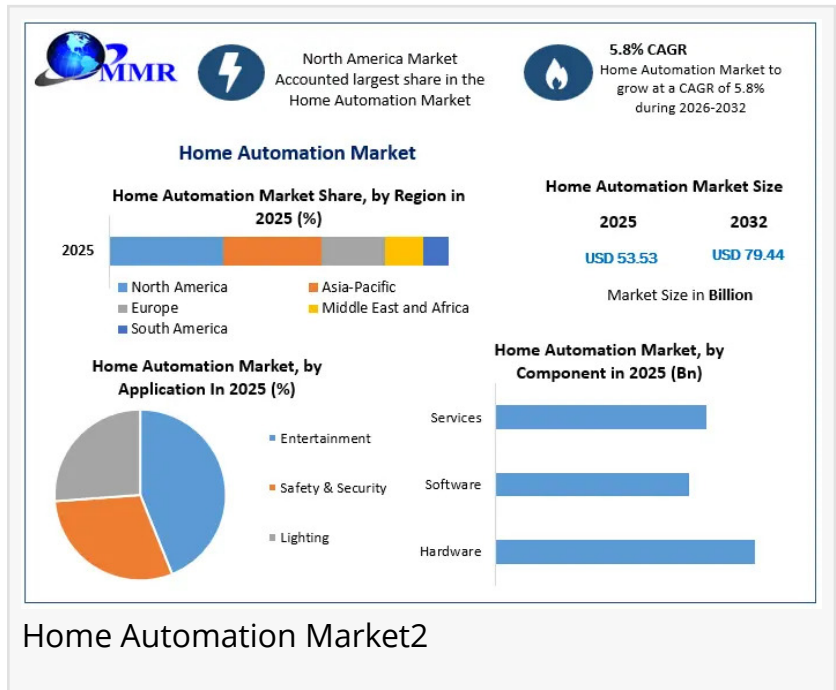 MMR
North America Market
Accounted largest share in the
Home Automation Market
5.8% CAGR
Home Automation Market to
grow at a CAGR of 5.8%
during 2026-2032
Home Automation Market
Home Automation Market Share, by Region in
2025 (%)
2025
North America
Asia-Pacific
Europe
Middle East and Africa
South America
Home Automation Market Size
2025
2032
USD 53.53
USD 79.44
Market Size in Billion
Home Automation Market, by
Application In 2025 (%)
Entertainment
Safety & Security
Lighting
Home Automation Market, by
Component in 2025 (Bn)
Services
Software
Hardware
Home Automation Market2